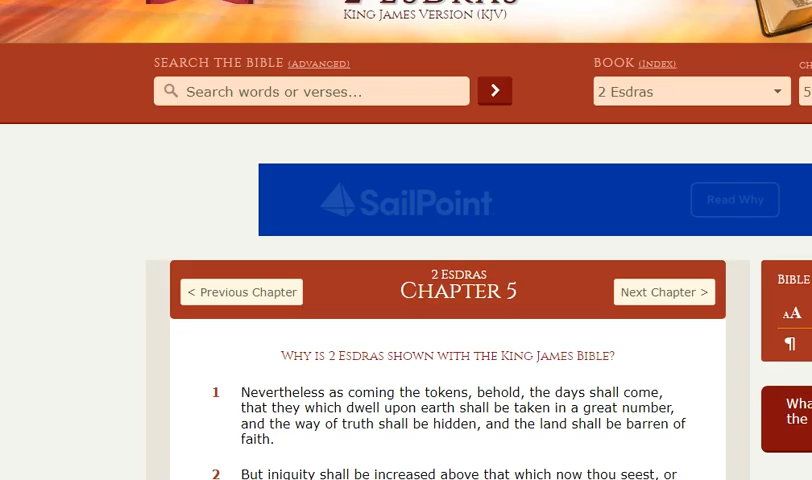 2 Esdras
King James Version (KJV)
Search the Bible (Advanced)
Search words or verses...
Book (Index)
2 Esdras
5
SailPoint
Read Why
2 Esdras
Chapter 5
< Previous Chapter
Next Chapter >
Bible
AA
¶
Why is 2 Esdras shown with the King James Bible?
1 Nevertheless as coming the tokens, behold, the days shall come,
that they which dwell upon earth shall be taken in a great number,
and the way of truth shall be hidden, and the land shall be barren of
faith.
2 But iniquity shall be increased above that which now thou seest, or
the